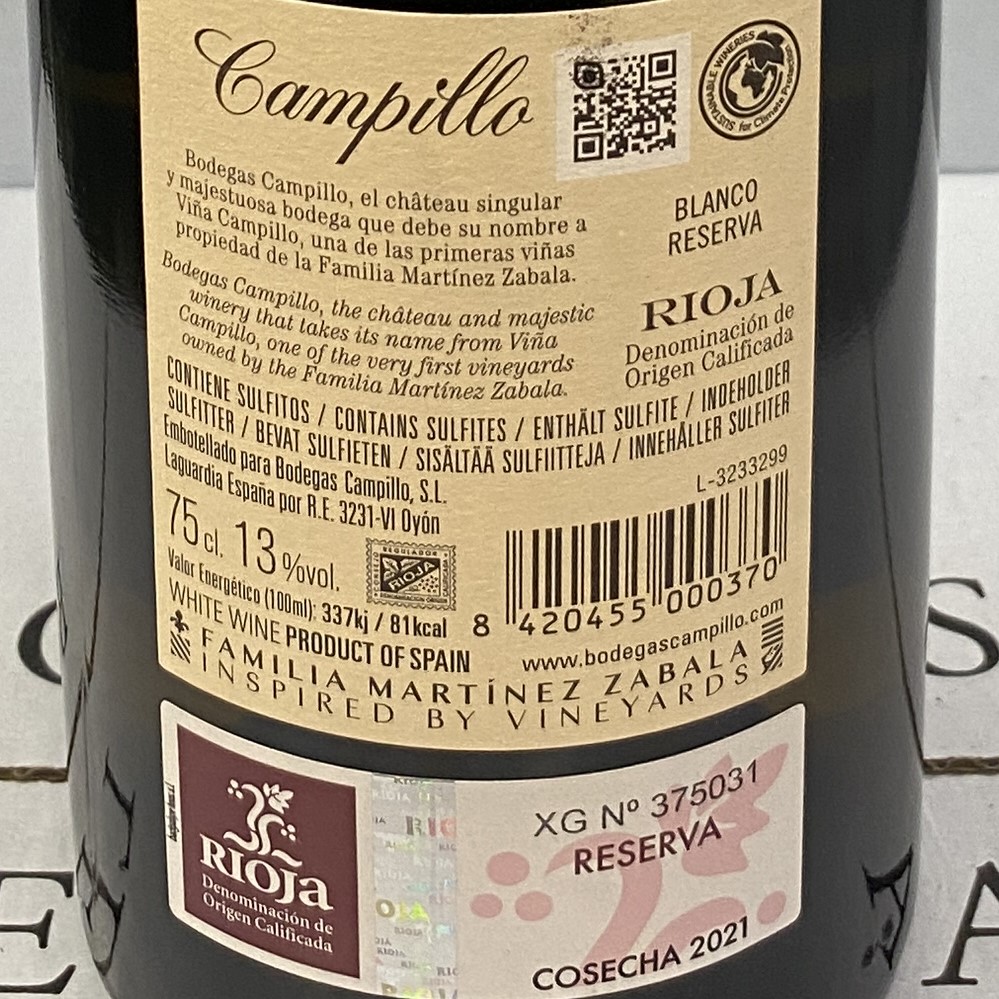 Campillo
SUSTAINABLE WINERIES
for Climate Protection
Bodegas Campillo, el château singular
y majestuosa bodega que debe su nombre a
Viña Campillo, una de las primeras viñas
propiedad de la Familia Martínez Zabala.
BLANCO
RESERVA
Bodegas Campillo, the château and majestic
winery that takes its name from Viña
Campillo, one of the very first vineyards
owned by the Familia Martínez Zabala.
RIOJA
Denominación de
Origen Calificada
CONTIENE SULFITOS / CONTAINS SULFITES / ENTHÄLT SULFITE / INDEHOLDER
SULFITTER / BEVAT SULFIETEN / SISÄLTÄÄ SULFIITTEJA / INNEHÅLLER SULFITER
Embotellado para Bodegas Campillo, S.L.
Laguardia España por R.E. 3231-VI Oyón
L-3233299
75 cl. 13 %vol.
RIOJA
Valor Energético (100ml): 337kj / 81kcal
8 420455 000370
WHITE WINE PRODUCT OF SPAIN
www.bodegascampillo.com
FAMILIA MARTÍNEZ ZABALA
INSPIRED BY VINEYARDS
RIOJA
Denominación de
Origen Calificada
XG Nº 375031
RESERVA
COSECHA 2021